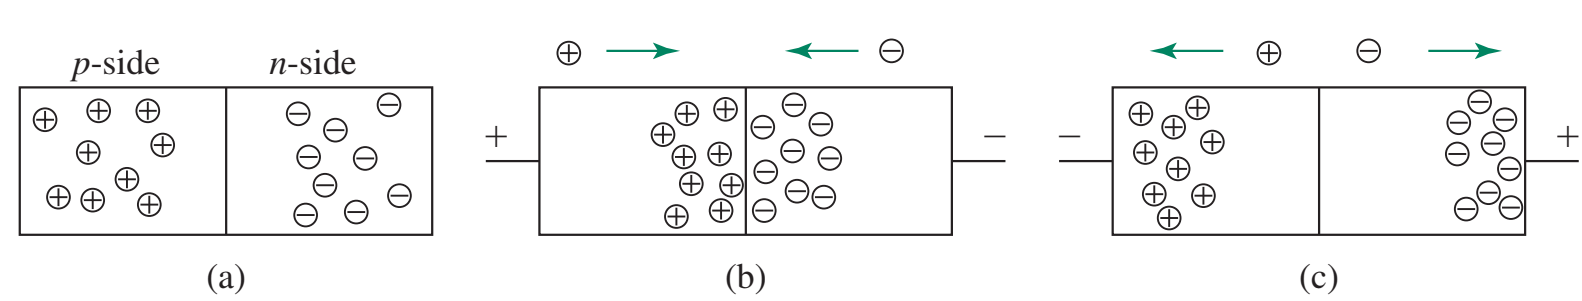 p-side n-side
+ − − +
(a) (b) (c)